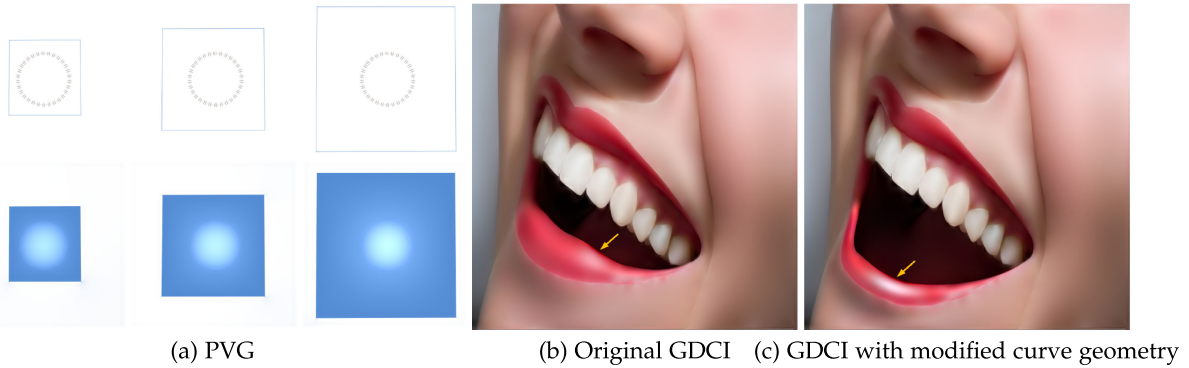 (a) PVG
(b) Original GDCI
(c) GDCI with modified curve geometry